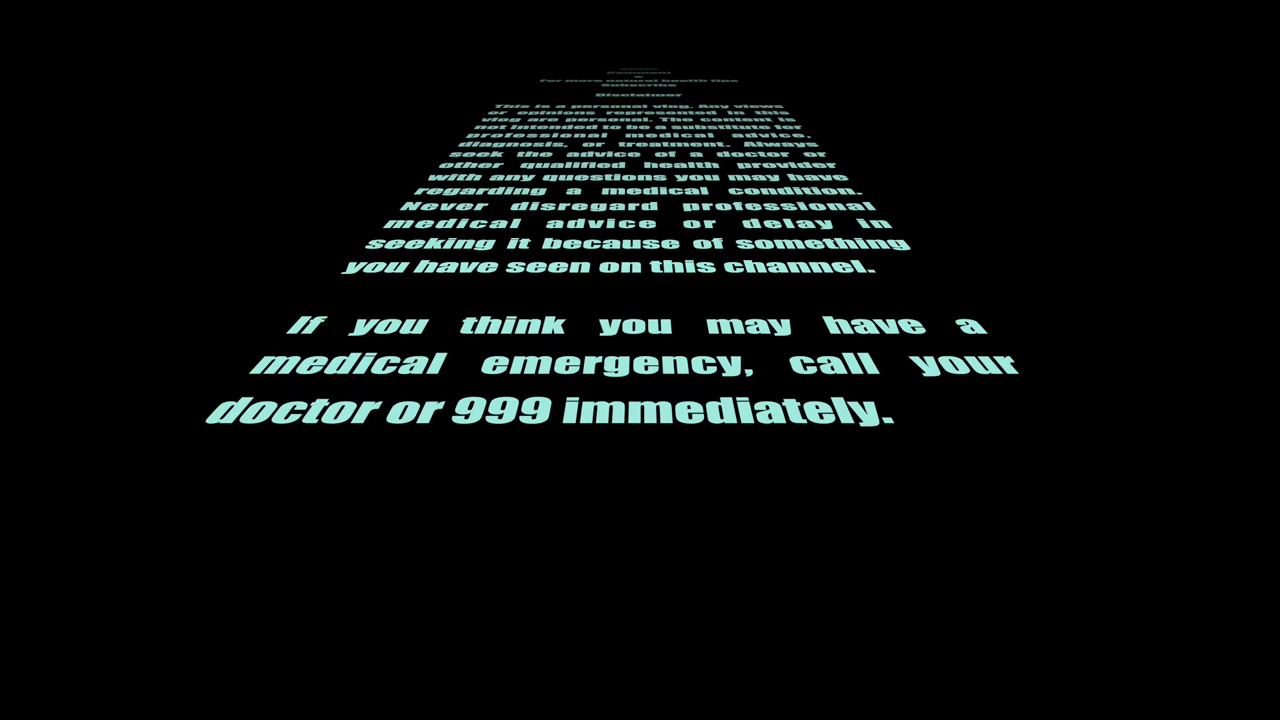 For more natural health tips
Subscribe
Disclaimer
This is a personal vlog. Any views
or opinions represented in this
vlog are personal. The content is
not intended to be a substitute for
professional medical advice,
diagnosis, or treatment. Always
seek the advice of a doctor or
other qualified health provider
with any questions you may have
regarding a medical condition.
Never disregard professional
medical advice or delay in
seeking it because of something
you have seen on this channel.
If you think you may have a
medical emergency, call your
doctor or 999 immediately.